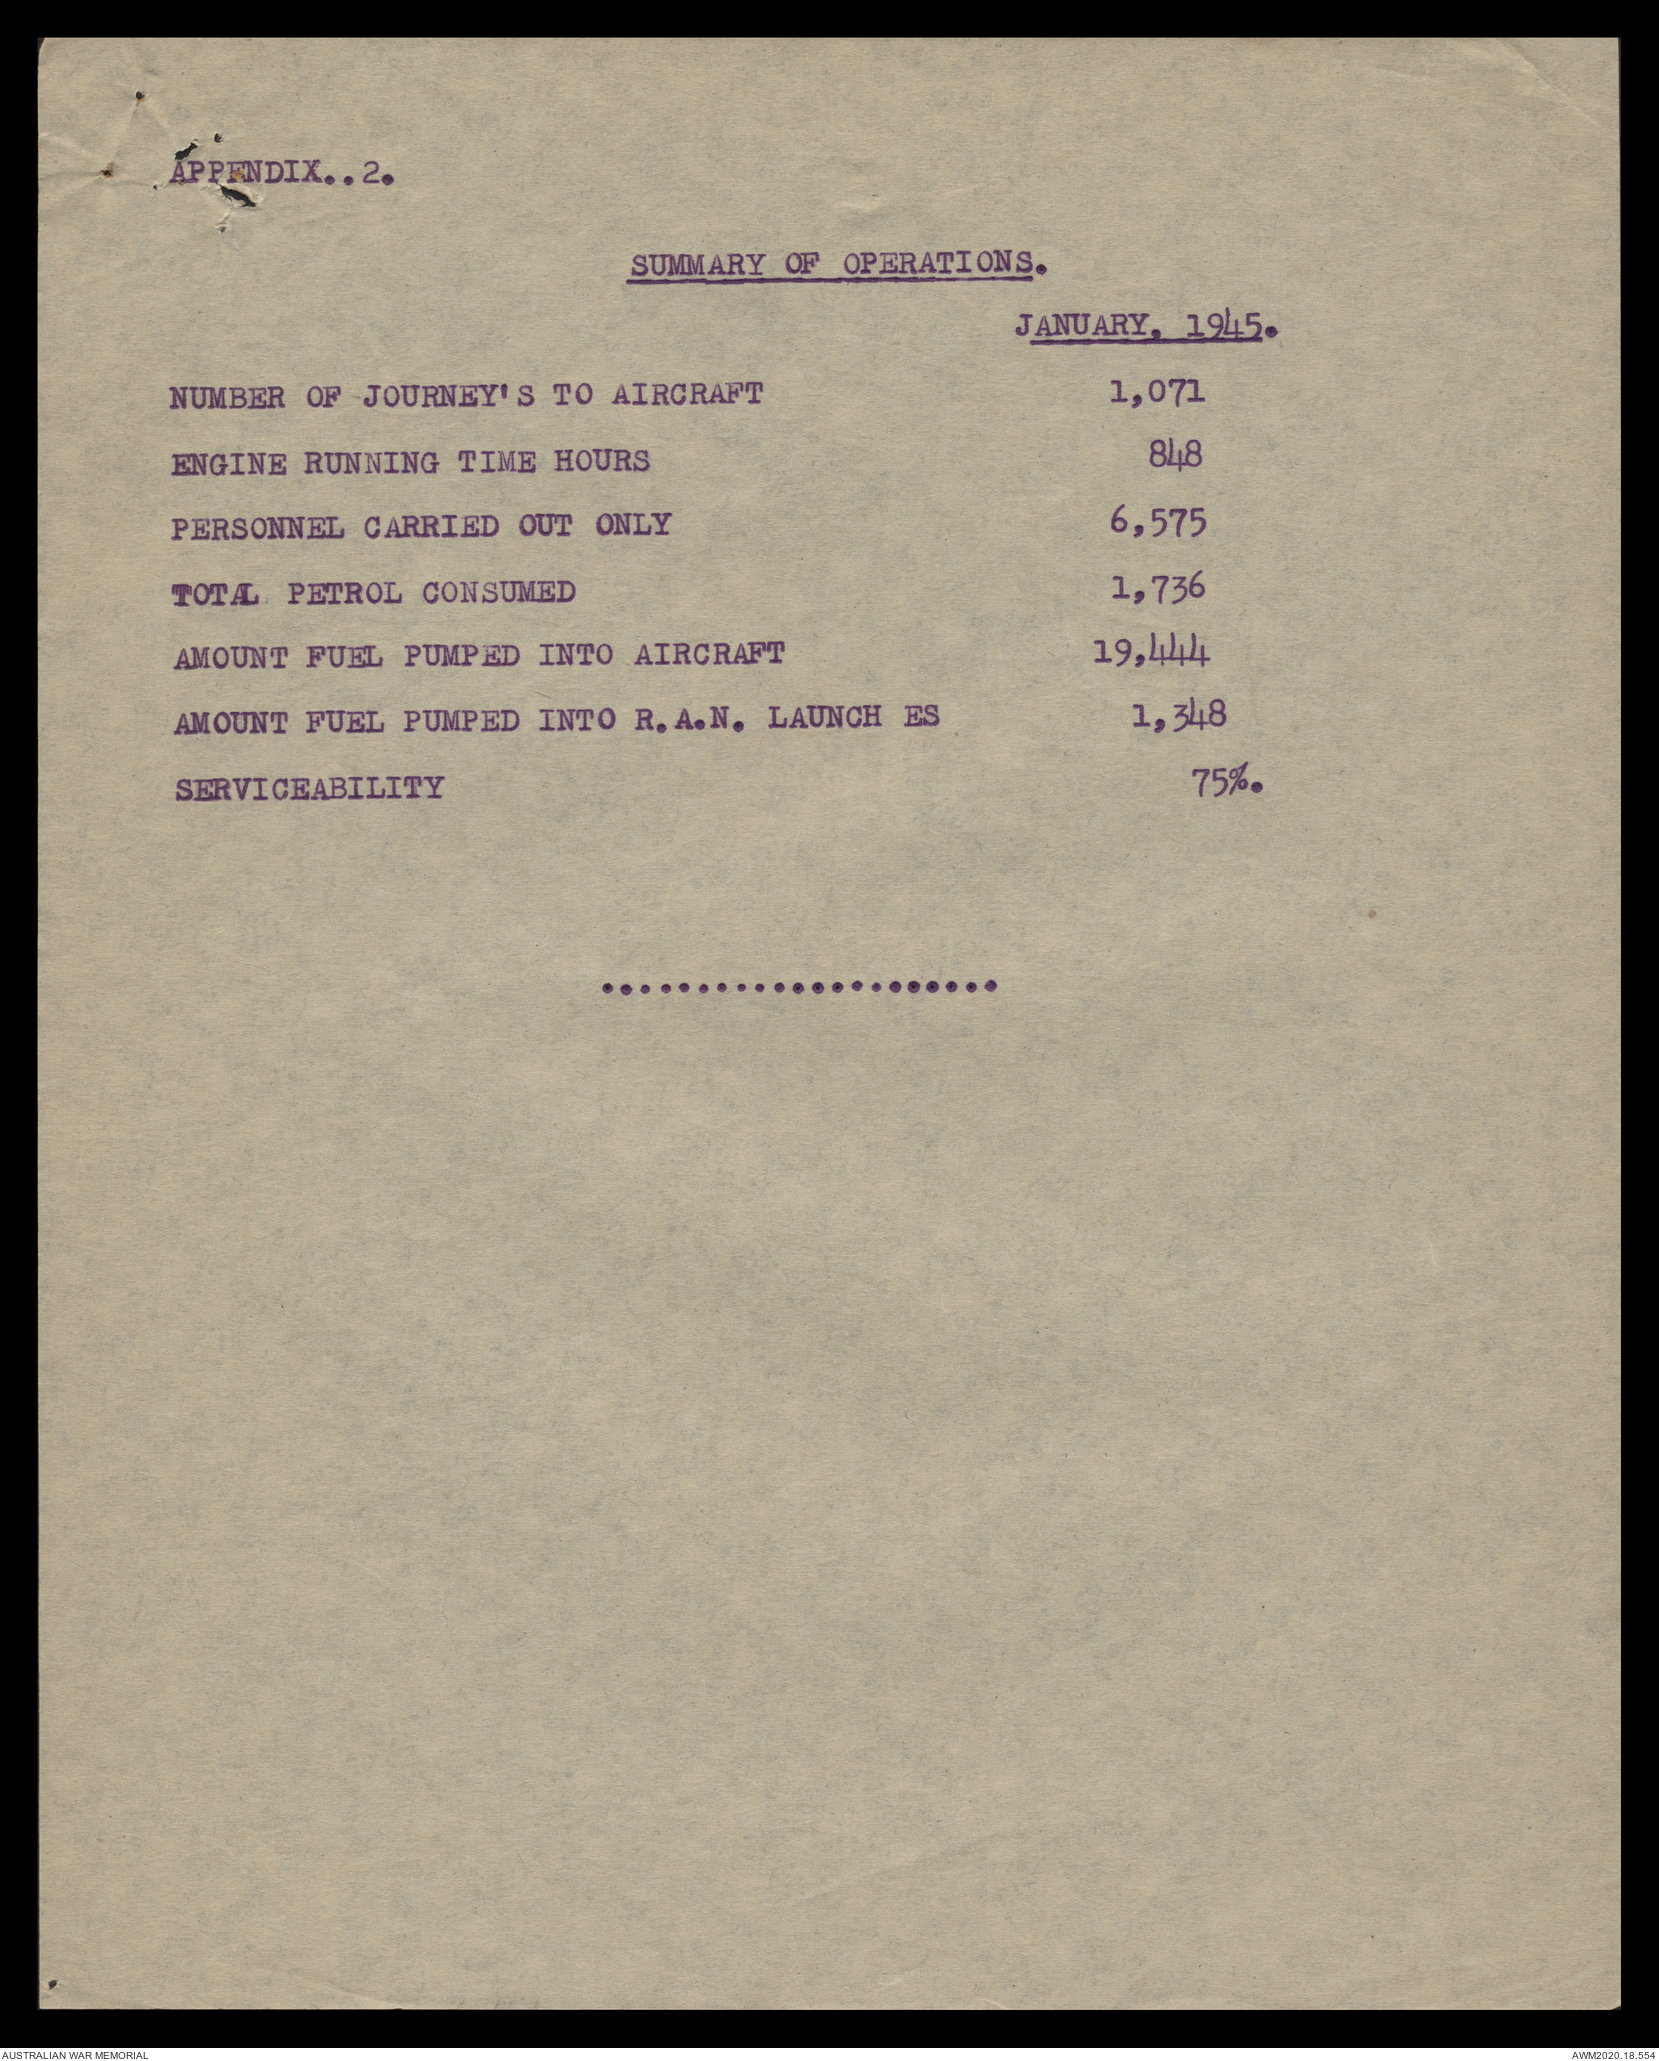 APPENDIX..2.
SUMMARY OF OPERATIONS.
JANUARY, 1945.
NUMBER OF JOURNEY'S TO AIRCRAFT 1,071
ENGINE RUNNING TIME HOURS 848
PERSONNEL CARRIED OUT ONLY 6,575
TOTAL PETROL CONSUMED 1,736
AMOUNT FUEL PUMPED INTO AIRCRAFT 19,444
AMOUNT FUEL PUMPED INTO R.A.N. LAUNCH ES 1,348
SERVICEABILITY 75%.
.....................
AUSTRALIAN WAR MEMORIAL AWM2020.18.554